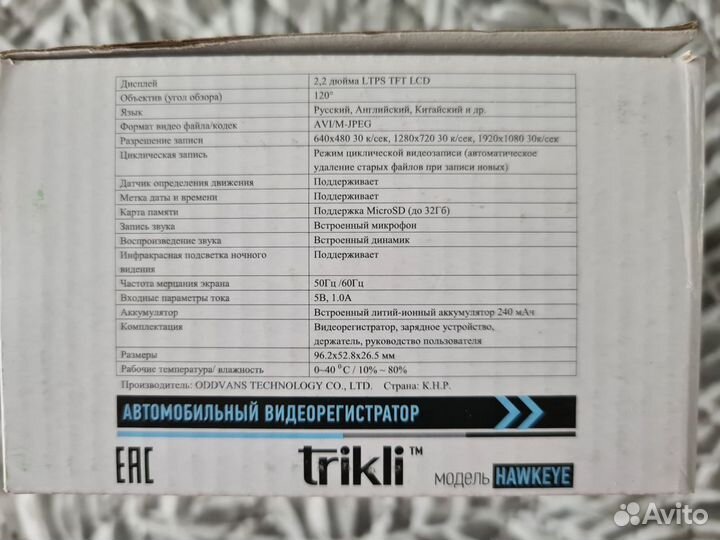 Дисплей 2,2 дюйма LTPS TFT LCD
Объектив (угол обзора) 120°
Язык Русский, Английский, Китайский и др.
Формат видео файла/кодек AVI/M-JPEG
Разрешение записи 640x480 30 к/сек, 1280x720 30 к/сек, 1920x1080 30к/сек
Циклическая запись Режим циклической видеозаписи (автоматическое
удаление старых файлов при записи новых)
Датчик определения движения Поддерживает
Метка даты и времени Поддерживает
Карта памяти Поддержка MicroSD (до 32Гб)
Запись звука Встроенный микрофон
Воспроизведение звука Встроенный динамик
Инфракрасная подсветка ночного Поддерживает
видения
Частота мерцания экрана 50Гц /60Гц
Входные параметры тока 5В, 1.0А
Аккумулятор Встроенный литий-ионный аккумулятор 240 мАч
Комплектация Видеорегистратор, зарядное устройство,
держатель, руководство пользователя
Размеры 96.2x52.8x26.5 мм
Рабочие температура/ влажность 0~40 °C / 10% ~ 80%
Производитель: ODDVANS TECHNOLOGY CO., LTD. Страна: К.Н.Р.
АВТОМОБИЛЬНЫЙ ВИДЕОРЕГИСТРАТОР
EAC trikli™ модель HAWKEYE
Avito